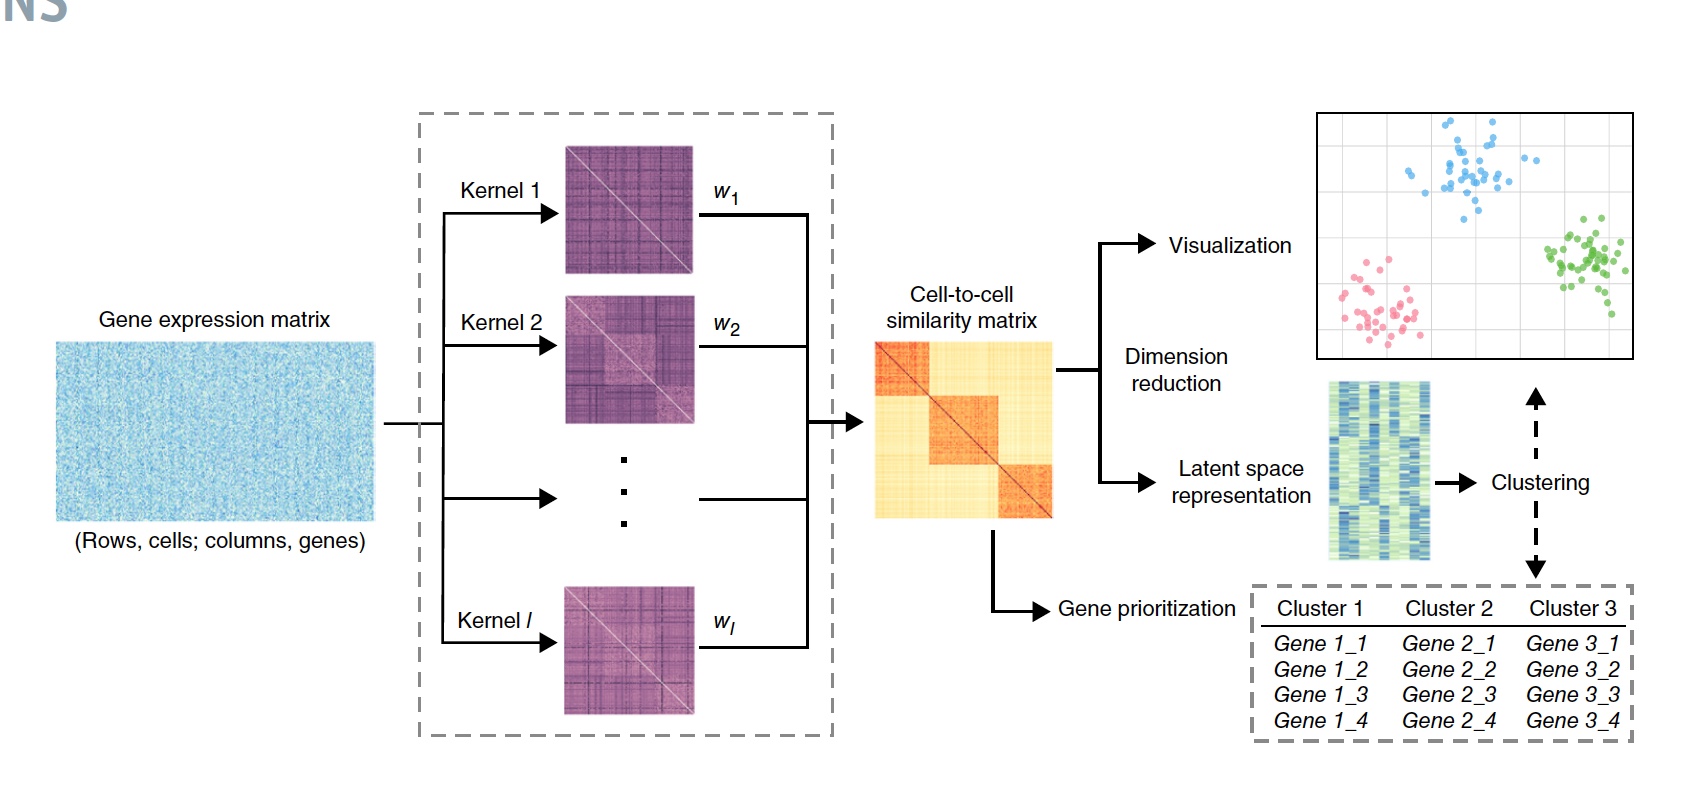 NS
Gene expression matrix
(Rows, cells; columns, genes)
Kernel 1
w1
Kernel 2
w2
Kernel l
wl
Cell-to-cell
similarity matrix
Visualization
Dimension
reduction
Latent space
representation
Clustering
Gene prioritization
Cluster 1 Cluster 2 Cluster 3
Gene 1_1 Gene 2_1 Gene 3_1
Gene 1_2 Gene 2_2 Gene 3_2
Gene 1_3 Gene 2_3 Gene 3_3
Gene 1_4 Gene 2_4 Gene 3_4